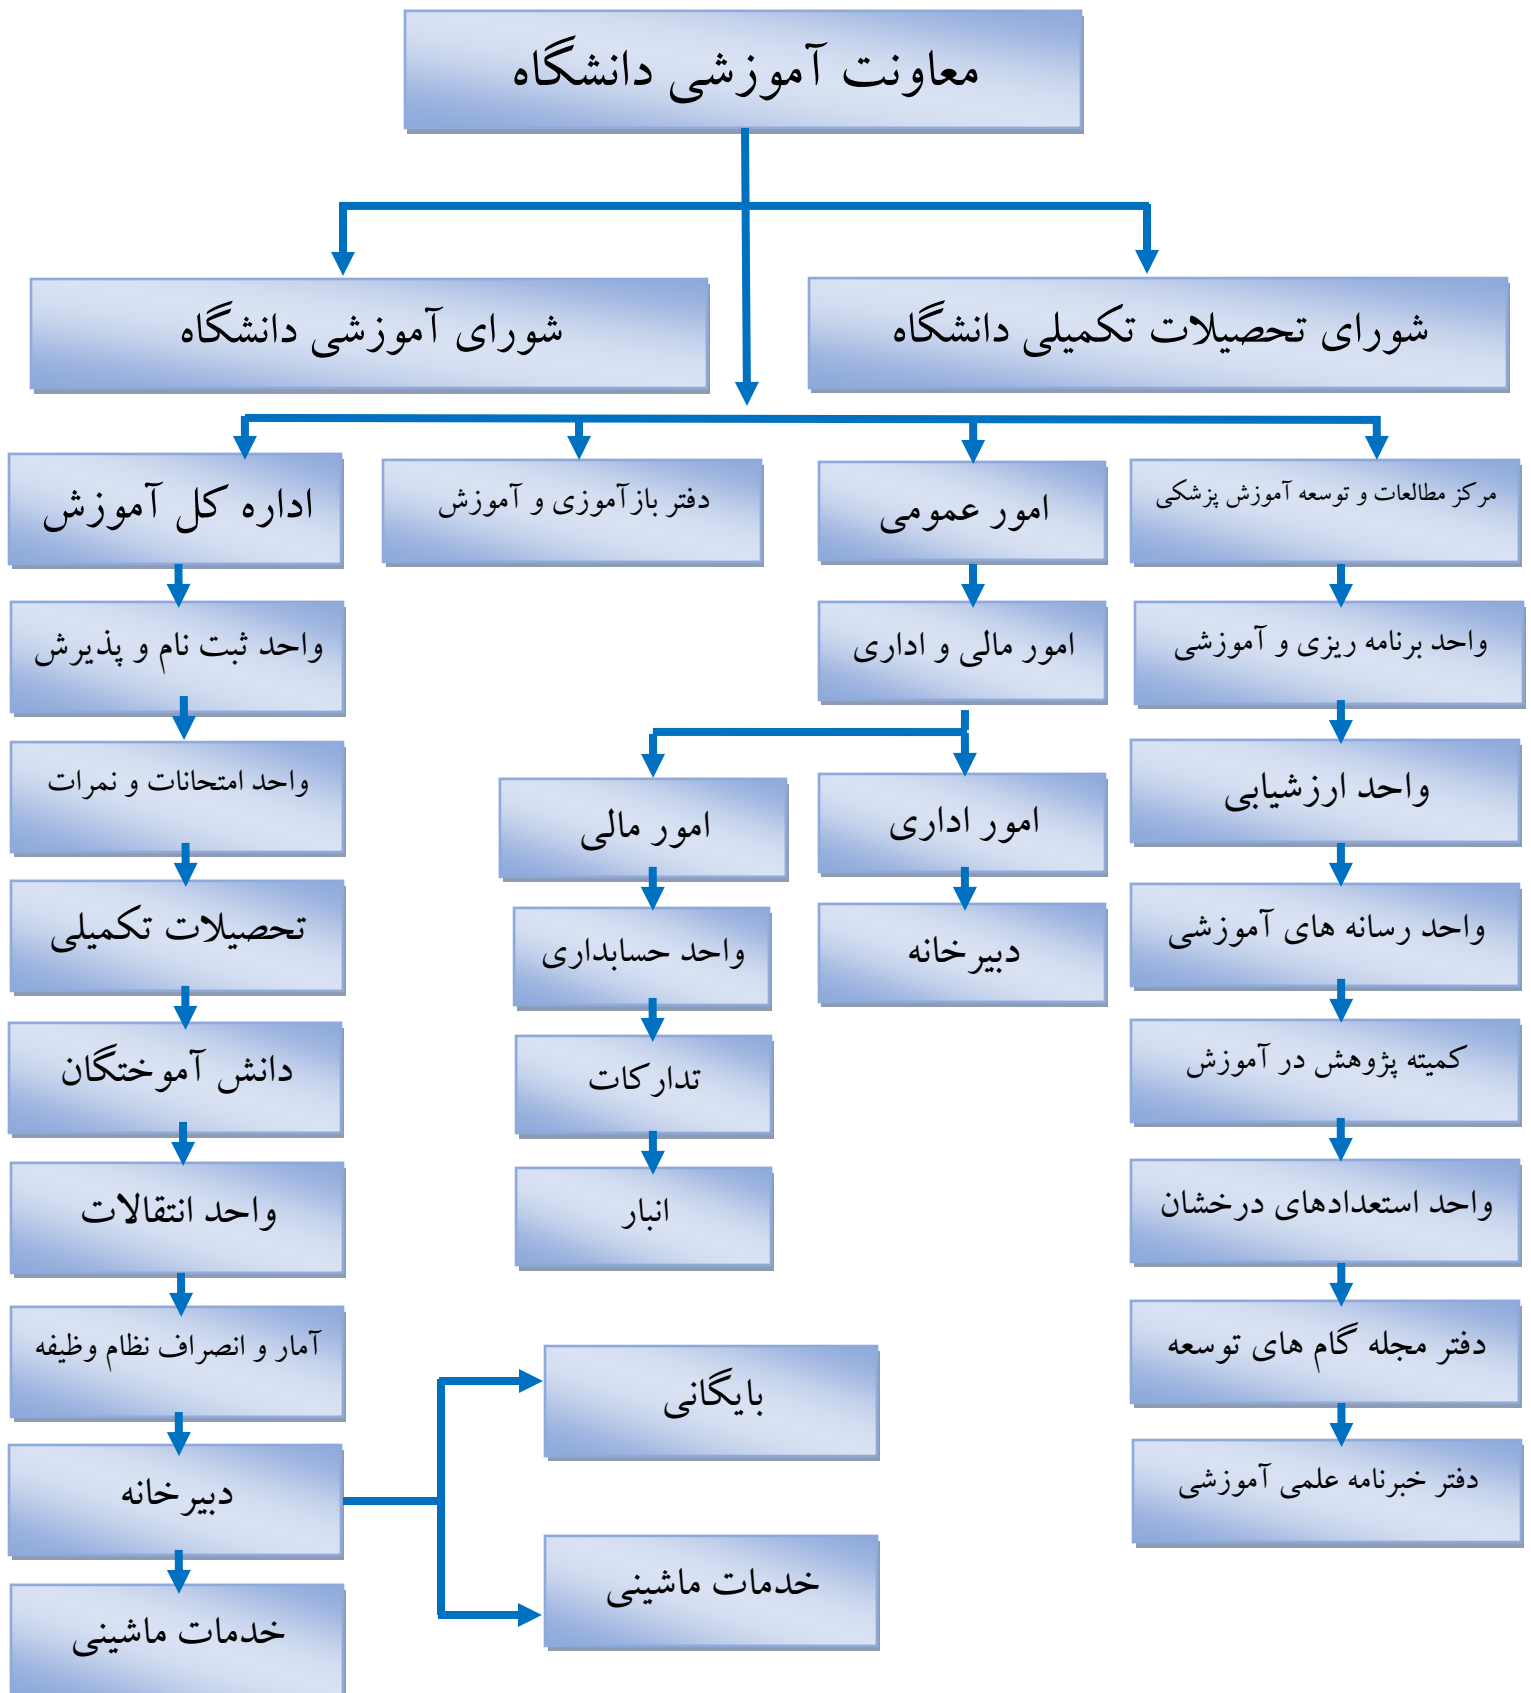 معاونت آموزشی دانشگاه
شورای تحصیلات تکمیلی دانشگاه
شورای آموزشی دانشگاه
مرکز مطالعات و توسعه آموزش پزشکی
امور عمومی
دفتر بازآموزی و آموزش
اداره کل آموزش
واحد برنامه ریزی و آموزشی
امور مالی و اداری
واحد ثبت نام و پذیرش
واحد ارزشیابی
امور اداری
امور مالی
واحد امتحانات و نمرات
واحد رسانه های آموزشی
دبیرخانه
واحد حسابداری
تحصیلات تکمیلی
کمیته پژوهش در آموزش
تدارکات
دانش آموختگان
واحد استعدادهای درخشان
انبار
واحد انتقالات
دفتر مجله گام های توسعه
آمار و انصراف نظام وظیفه
بایگانی
دفتر خبرنامه علمی آموزشی
دبیرخانه
خدمات ماشینی
خدمات ماشینی